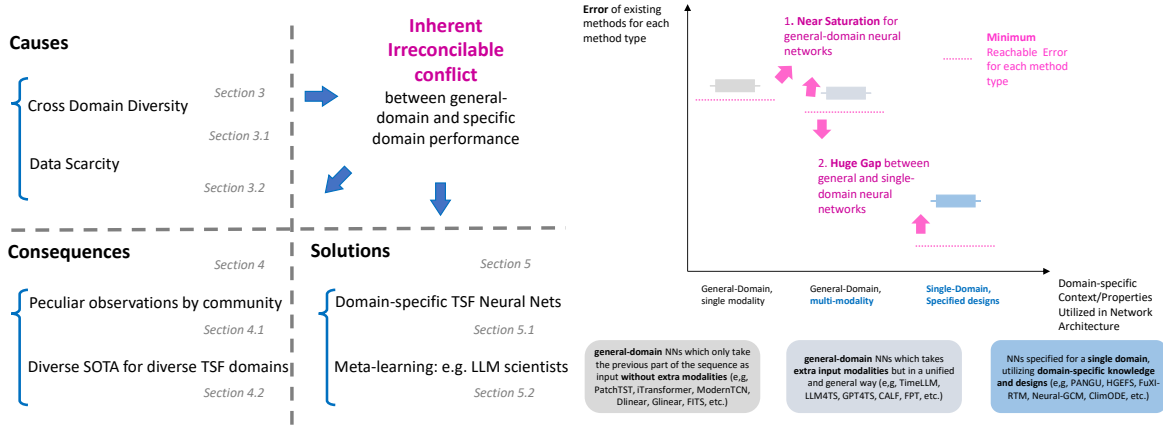 Causes
Cross Domain Diversity
Section 3
Section 3.1
Data Scarcity
Section 3.2
Inherent
Irreconcilable
conflict
between general-
domain and specific
domain performance
Consequences
Section 4
Peculiar observations by community
Section 4.1
Diverse SOTA for diverse TSF domains
Section 4.2
Solutions
Section 5
Domain-specific TSF Neural Nets
Section 5.1
Meta-learning: e.g. LLM scientists
Section 5.2
Error of existing
methods for each
method type
1. Near Saturation for
general-domain neural
networks
Minimum
Reachable Error
for each method
type
2. Huge Gap between
general and single-
domain neural
networks
General-Domain,
single modality
General-Domain,
multi-modality
Single-Domain,
Specified designs
Domain-specific
Context/Properties
Utilized in Network
Architecture
general-domain NNs which only take
the previous part of the sequence as
input without extra modalities (e,g,
PatchTST, iTransformer, ModernTCN,
Dlinear, Glinear, FITS, etc.)
general-domain NNs which takes
extra input modalities but in a unified
and general way (e,g, TimeLLM,
LLM4TS, GPT4TS, CALF, FPT, etc.)
NNs specified for a single domain,
utilizing domain-specific knowledge
and designs (e,g, PANGU, HGEFS, FuXI-
RTM, Neural-GCM, ClimODE, etc.)